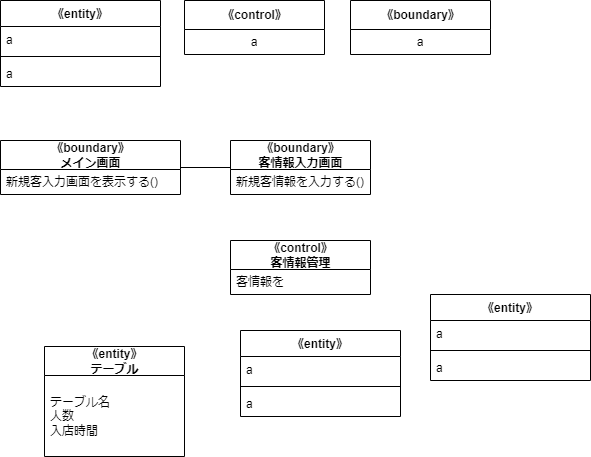 《entity》
a
a
《control》
a
《boundary》
a
《boundary》
メイン画面
新規客入力画面を表示する()
《boundary》
客情報入力画面
新規客情報を入力する()
《control》
客情報管理
客情報を
《entity》
テーブル
テーブル名
人数
入店時間
《entity》
a
a
《entity》
a
a